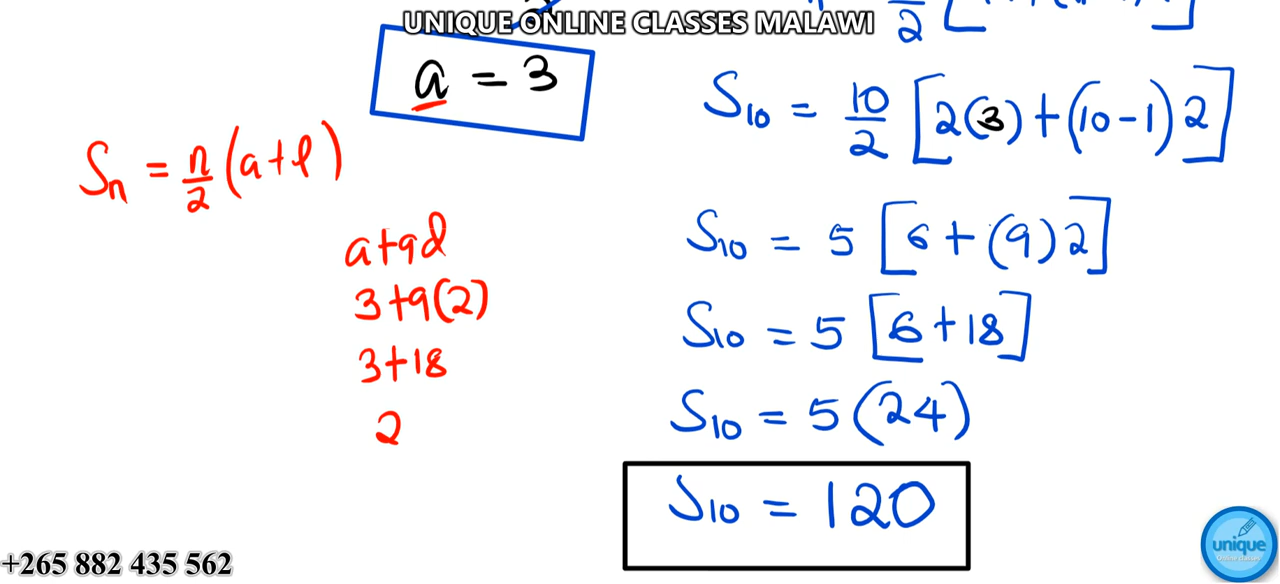 UNIQUE ONLINE CLASSES MALAWI
a = 3
Sn = n/2 (a+l)
a+9d
3+9(2)
3+18
2
S10 = 10/2 [2(3)+(10-1)2]
S10 = 5 [6+(9)2]
S10 = 5 [6+18]
S10 = 5(24)
S10 = 120
+265 882 435 562
unique
Online classes